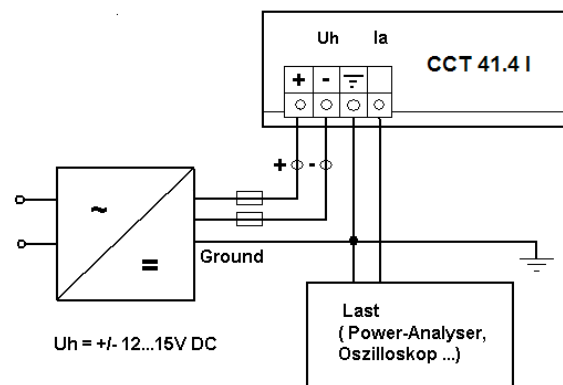 Uh Ia
CCT 41.4 I
+ -
+ -
~
=
Ground
Uh = +/- 12...15V DC
Last
( Power-Analyser,
Oszilloskop ...)